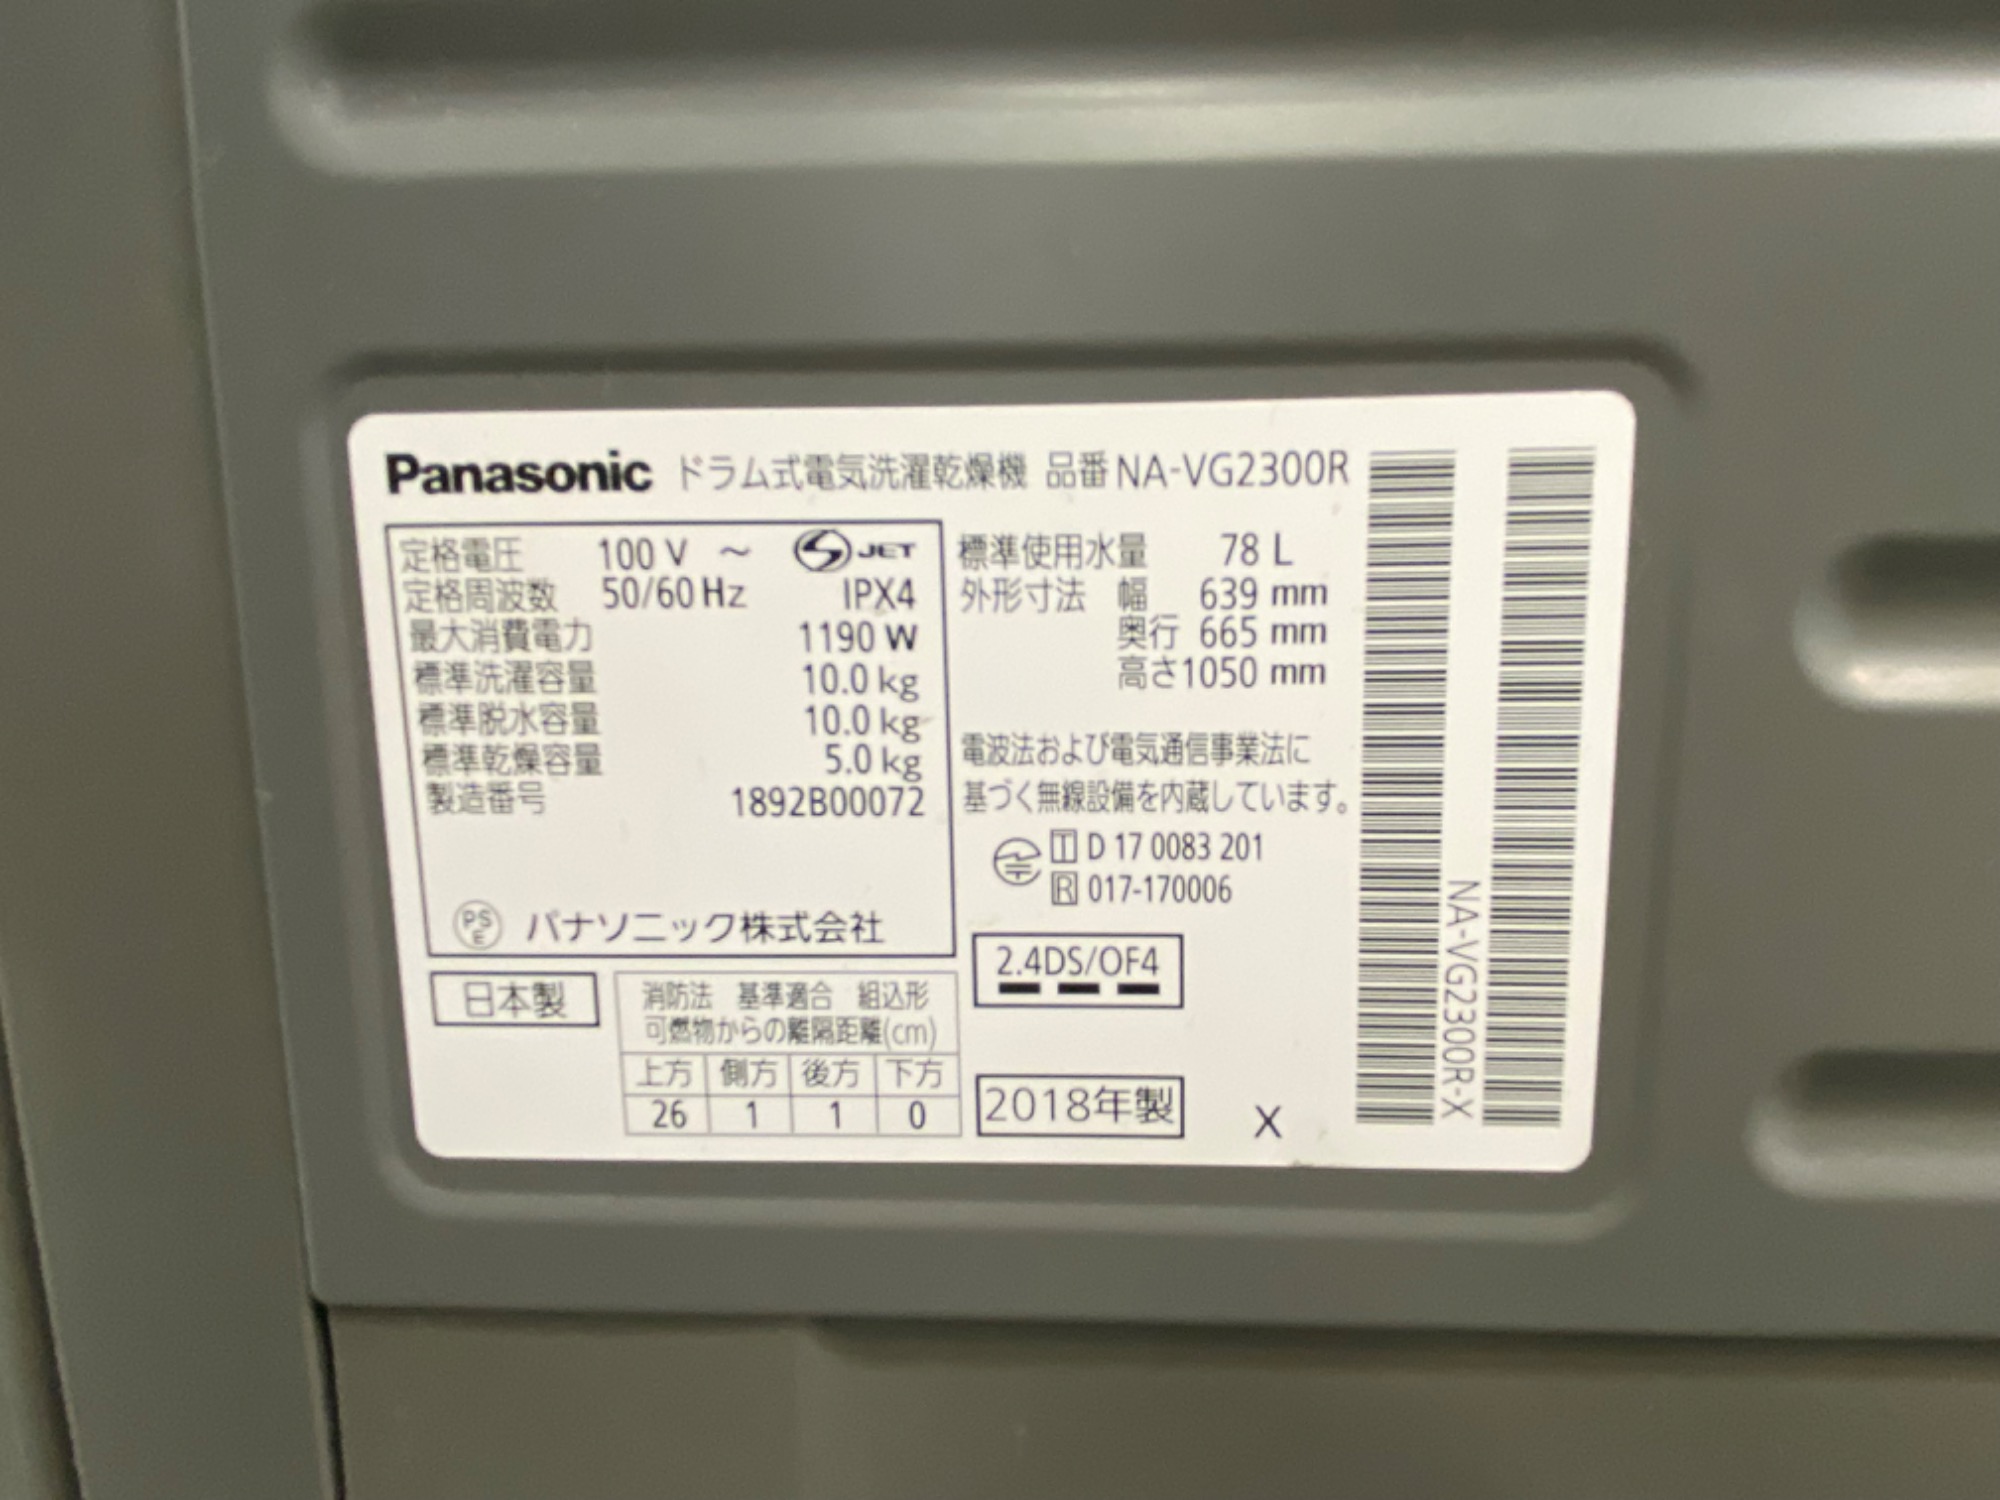 Panasonic ドラム式電気洗濯乾燥機 品番 NA-VG2300R
定格電圧 100 V ～ S JET
定格周波数 50/60 Hz IPX4
最大消費電力 1190 W
標準洗濯容量 10.0 kg
標準脱水容量 10.0 kg
標準乾燥容量 5.0 kg
製造番号 1892B00072
PSE パナソニック株式会社
日本製
消防法 基準適合 組込形
可燃物からの離隔距離(cm)
上方 側方 後方 下方
26 1 1 0
標準使用水量 78 L
外形寸法 幅 639 mm
奥行 665 mm
高さ 1050 mm
電波法および電気通信事業法に
基づく無線設備を内蔵しています。
T D 17 0083 201
R 017-170006
2.4DS/OF4
2018年製
X
NA-VG2300R-X